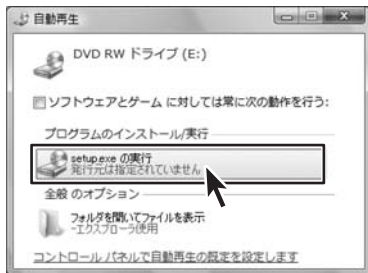 自動再生
DVD RW ドライブ (E:)
ソフトウェアとゲーム に対しては常に次の動作を行う:
プログラムのインストール/実行
setup.exe の実行
発行元は指定されていません
全般 のオプション
フォルダを開いてファイルを表示
-エクスプローラ使用
コントロール パネルで自動再生の既定を設定します